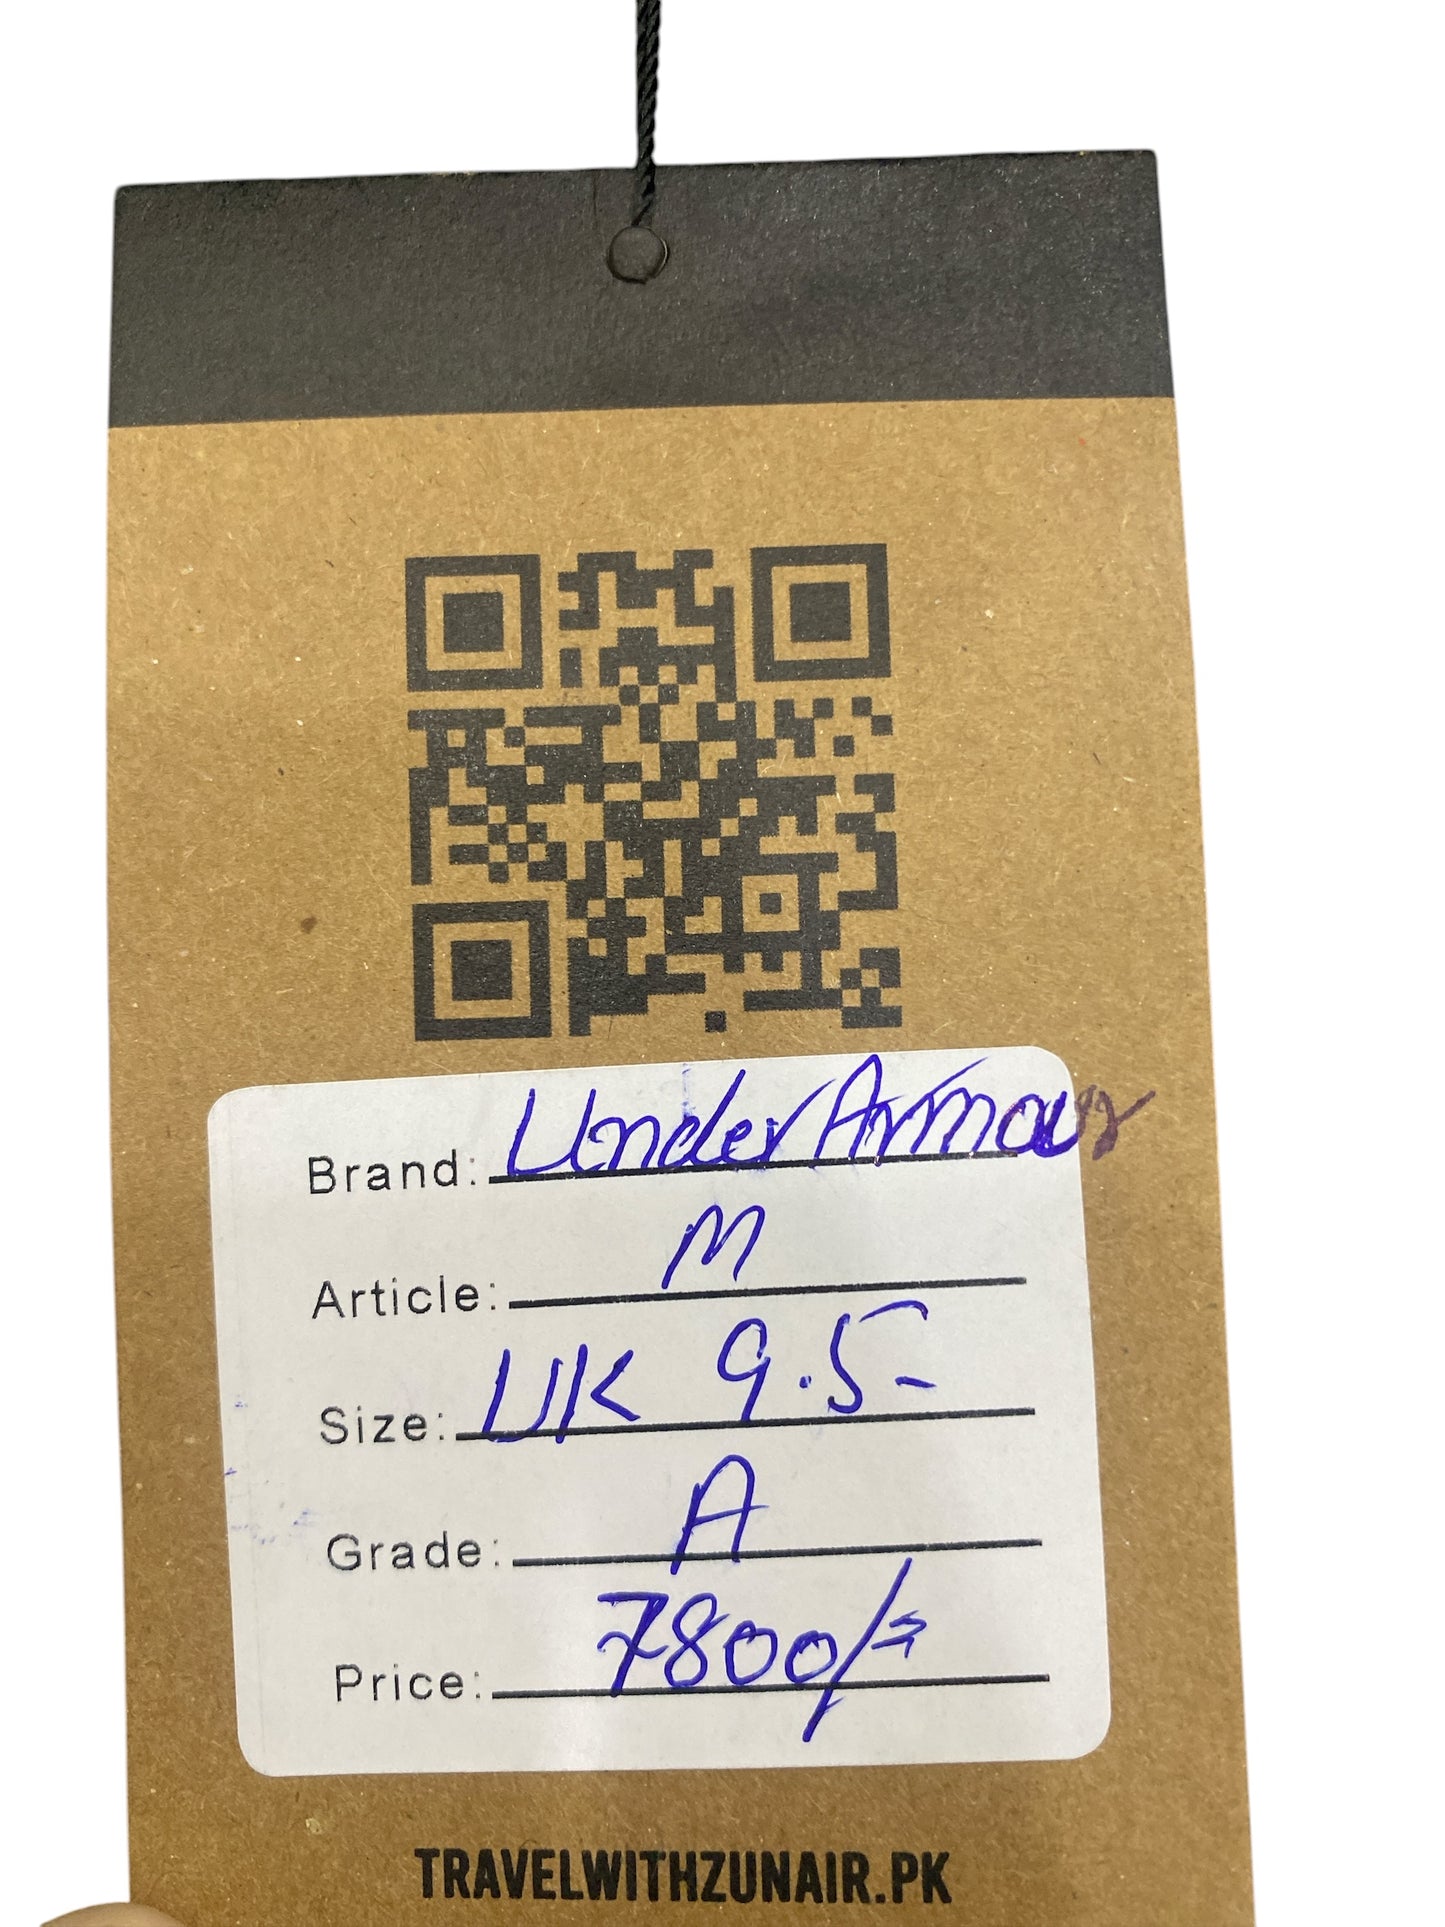 Brand: Under Armour
Article: M
Size: UK 9.5-
Grade: A
Price: 7800/=
TRAVELWITHZUNAIR.PK